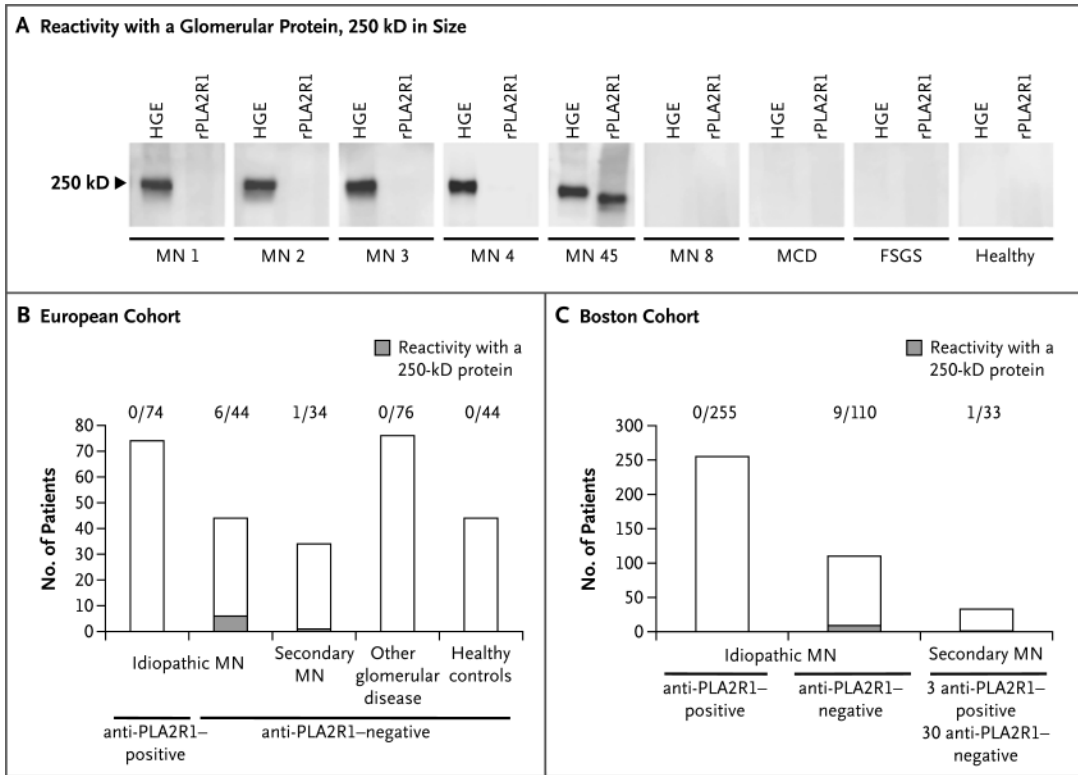 A Reactivity with a Glomerular Protein, 250 kD in Size
HGE rPLA2R1 HGE rPLA2R1 HGE rPLA2R1 HGE rPLA2R1 HGE rPLA2R1 HGE rPLA2R1 HGE rPLA2R1 HGE rPLA2R1 HGE rPLA2R1
250 kD
MN 1 MN 2 MN 3 MN 4 MN 45 MN 8 MCD FSGS Healthy
B European Cohort
Reactivity with a
250-kD protein
0/74 6/44 1/34 0/76 0/44
No. of Patients
80
70
60
50
40
30
20
10
0
Idiopathic MN
Secondary
MN
Other
glomerular
disease
Healthy
controls
anti-PLA2R1–
positive
anti-PLA2R1–negative
C Boston Cohort
Reactivity with a
250-kD protein
0/255 9/110 1/33
No. of Patients
300
250
200
150
100
50
0
Idiopathic MN
Secondary MN
anti-PLA2R1–
positive
anti-PLA2R1–
negative
3 anti-PLA2R1–
positive
30 anti-PLA2R1–
negative